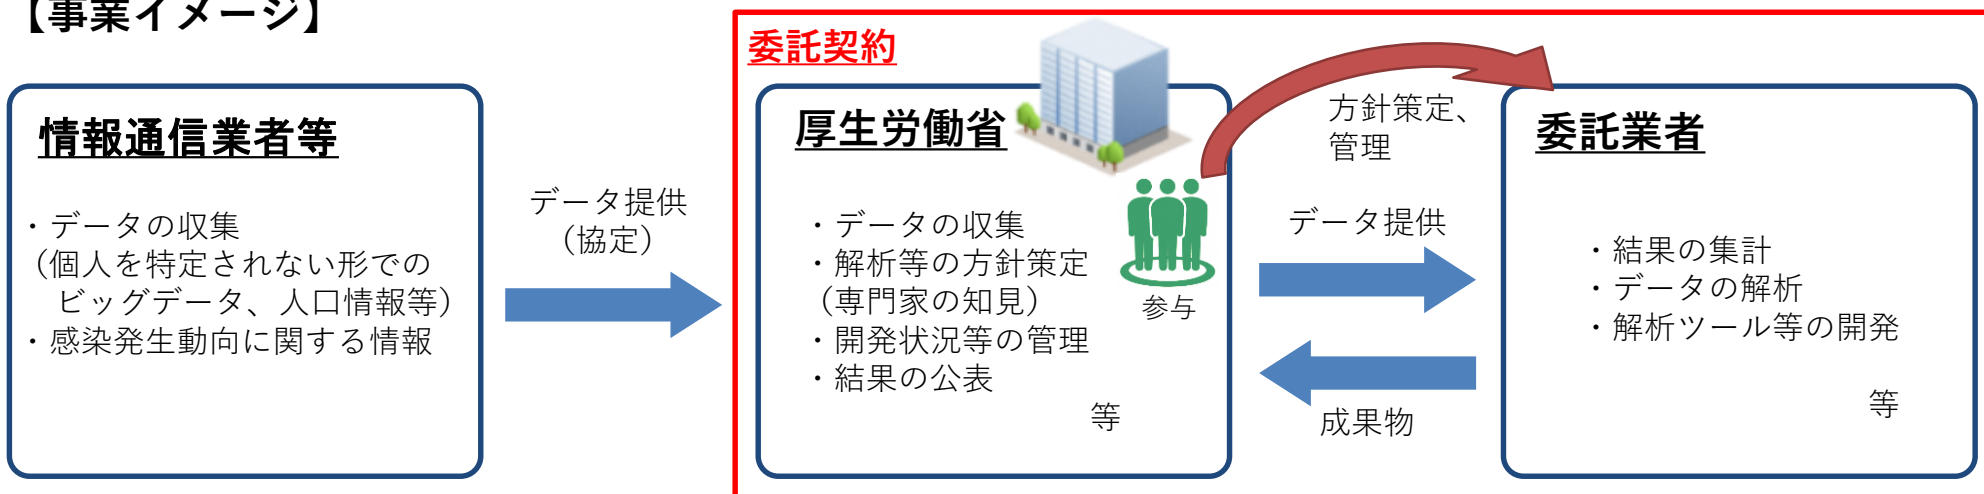 【事業イメージ】
情報通信業者等
・データの収集
（個人を特定されない形での
ビッグデータ、人口情報等）
・感染発生動向に関する情報
データ提供
（協定）
委託契約
厚生労働省
・データの収集
・解析等の方針策定
（専門家の知見）
・開発状況等の管理
・結果の公表
等
参与
方針策定、
管理
データ提供
成果物
委託業者
・結果の集計
・データの解析
・解析ツール等の開発
等